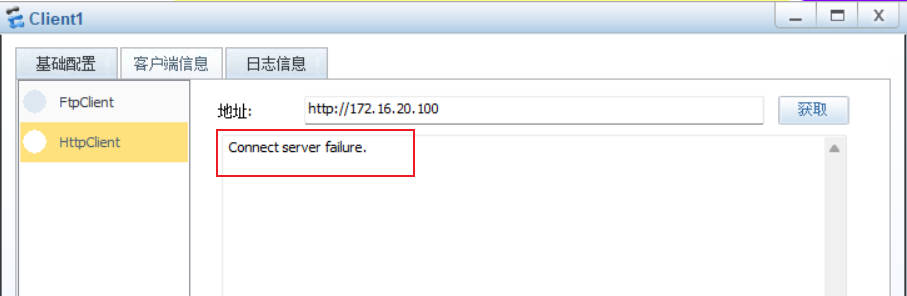 Client1
基础配置
客户端信息
日志信息
FtpClient
地址:
http://172.16.20.100
获取
HttpClient
Connect server failure.